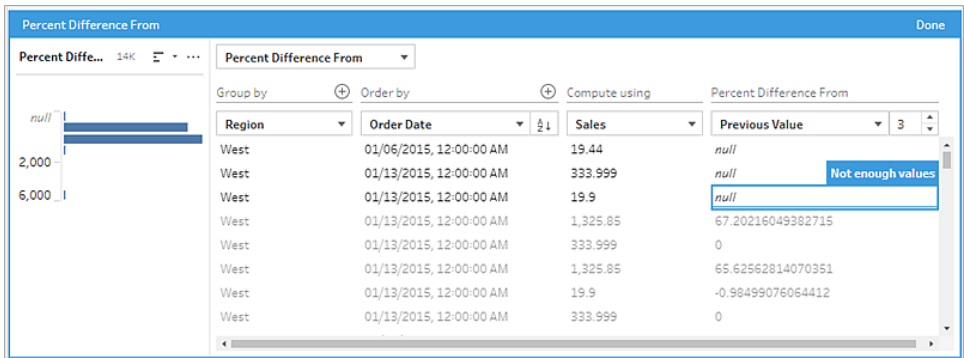 Percent Difference From Done
Percent Diffe... 14K ...
null
2,000
6,000
Percent Difference From
Group by Order by Compute using Percent Difference From
Region Order Date Sales Previous Value 3
West 01/06/2015, 12:00:00 AM 19.44 null
West 01/13/2015, 12:00:00 AM 333.999 null Not enough values
West 01/13/2015, 12:00:00 AM 19.9 null
West 01/13/2015, 12:00:00 AM 1,325.85 67.20216049382715
West 01/13/2015, 12:00:00 AM 333.999 0
West 01/13/2015, 12:00:00 AM 1,325.85 65.62562814070351
West 01/13/2015, 12:00:00 AM 19.9 -0.98499076064412
West 01/13/2015, 12:00:00 AM 333.999 0